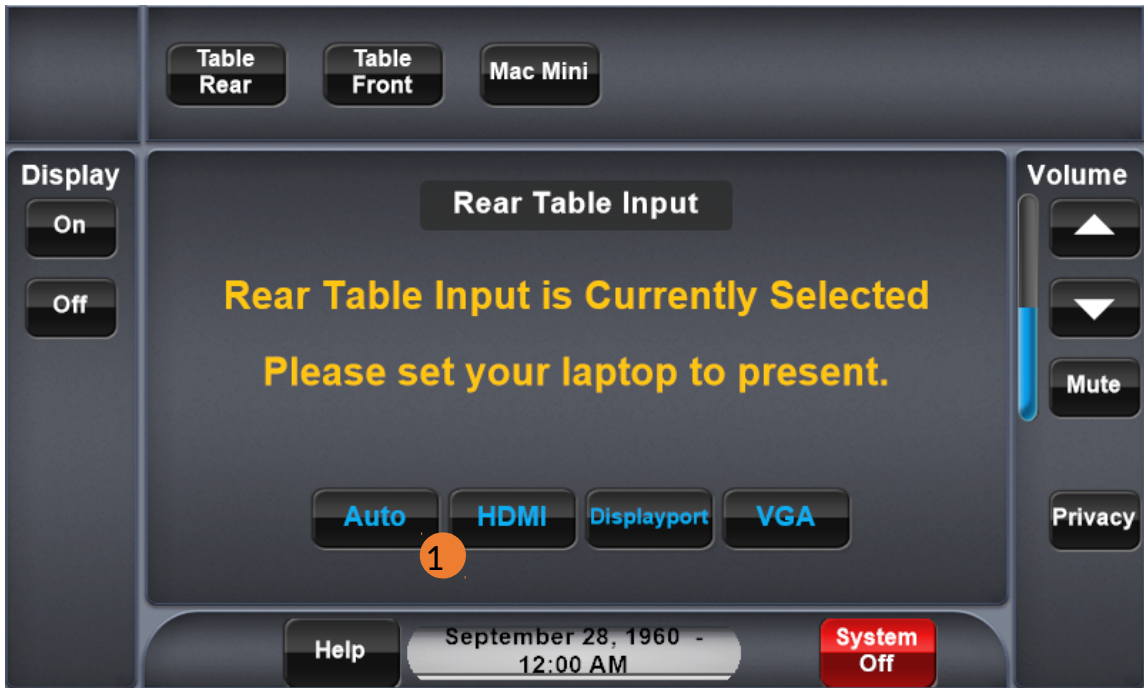 Table
Rear
Table
Front
Mac Mini
Display
On
Off
Rear Table Input
Rear Table Input is Currently Selected
Please set your laptop to present.
Auto
HDMI
Displayport
VGA
1
Volume
Mute
Privacy
Help
September 28, 1960 -
12:00 AM
System
Off